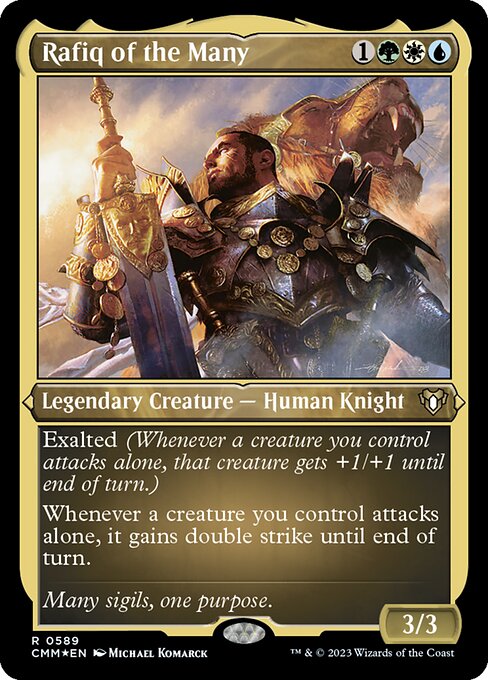 Rafiq of the Many 1
Legendary Creature — Human Knight
Exalted (Whenever a creature you control
attacks alone, that creature gets +1/+1 until
end of turn.)
Whenever a creature you control attacks
alone, it gains double strike until end of
turn.
Many sigils, one purpose.
3/3
R 0589
CMM★EN Michael Komarck
™ & © 2023 Wizards of the Coast